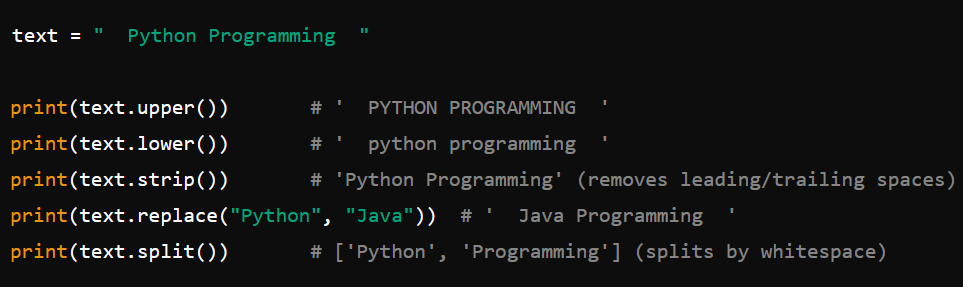 text = "  Python Programming  "
print(text.upper())       # '  PYTHON PROGRAMMING  '
print(text.lower())       # '  python programming  '
print(text.strip())       # 'Python Programming' (removes leading/trailing spaces)
print(text.replace("Python", "Java"))  # '  Java Programming  '
print(text.split())       # ['Python', 'Programming'] (splits by whitespace)